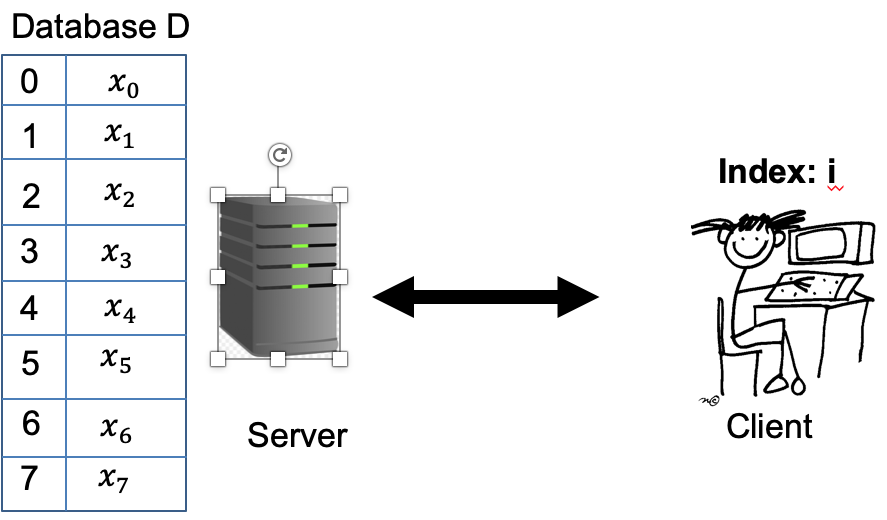 Database D
0 x₀
1 x₁
2 x₂
3 x₃
4 x₄
5 x₅
6 x₆
7 x₇
Server
Index: i
Client